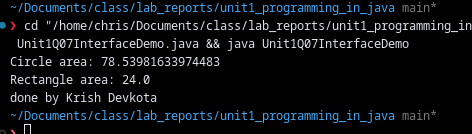 ~/Documents/class/lab_reports/unit1_programming_in_java main*
❯ cd "/home/chris/Documents/class/lab_reports/unit1_programming_in
Unit1Q07InterfaceDemo.java && java Unit1Q07InterfaceDemo
Circle area: 78.53981633974483
Rectangle area: 24.0
done by Krish Devkota
~/Documents/class/lab_reports/unit1_programming_in_java main*
❯